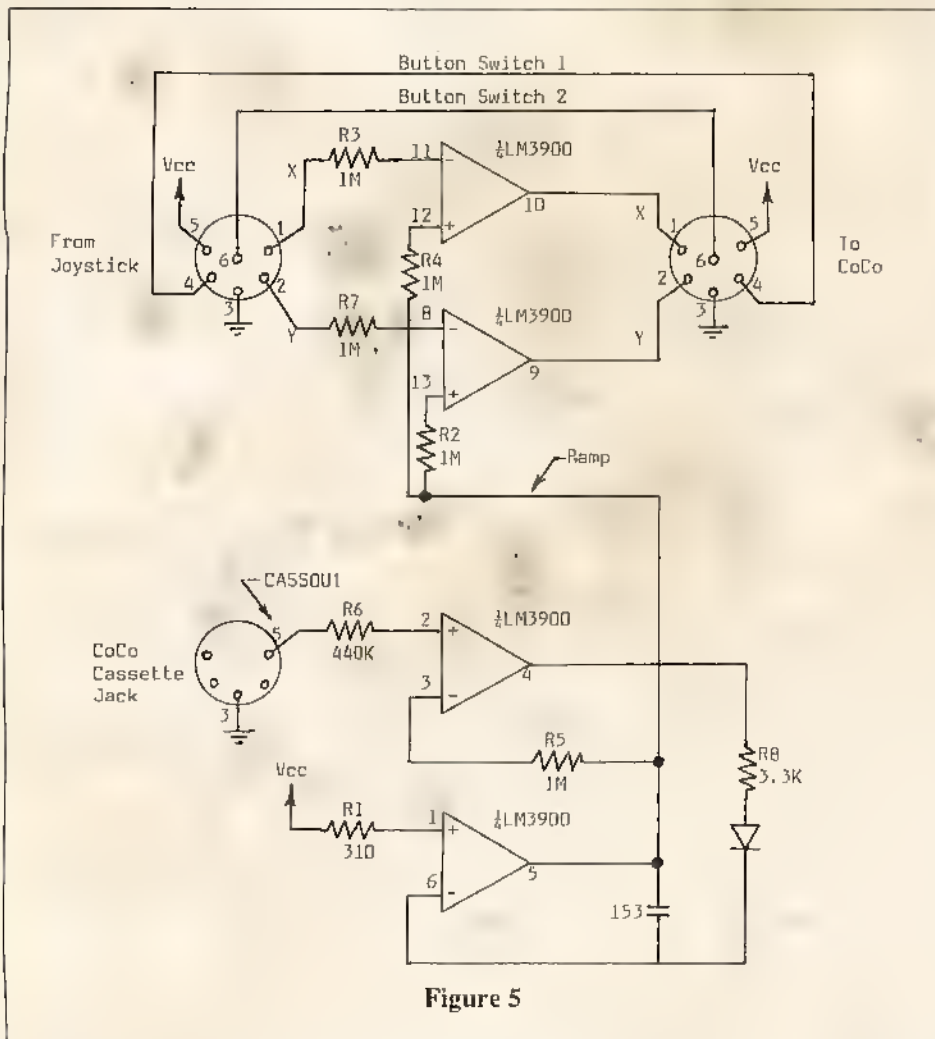 Button Switch 1
Button Switch 2
R3
1M
X
11
-
¼LM3900
10
12
+
R4
1M
Vcc
5
1
6
4
2
3
From
Joystick
Y
R7
1M
8
-
¼LM3900
9
13
+
R2
1M
X
Y
Vcc
1
5
6
2
4
3
To
CoCo
Ramp
CASSOUT
5
3
CoCo
Cassette
Jack
R6
440K
2
+
¼LM3900
4
3
-
R5
1M
R8
3.3K
Vcc
R1
310
1
+
¼LM3900
5
6
-
153
Figure 5